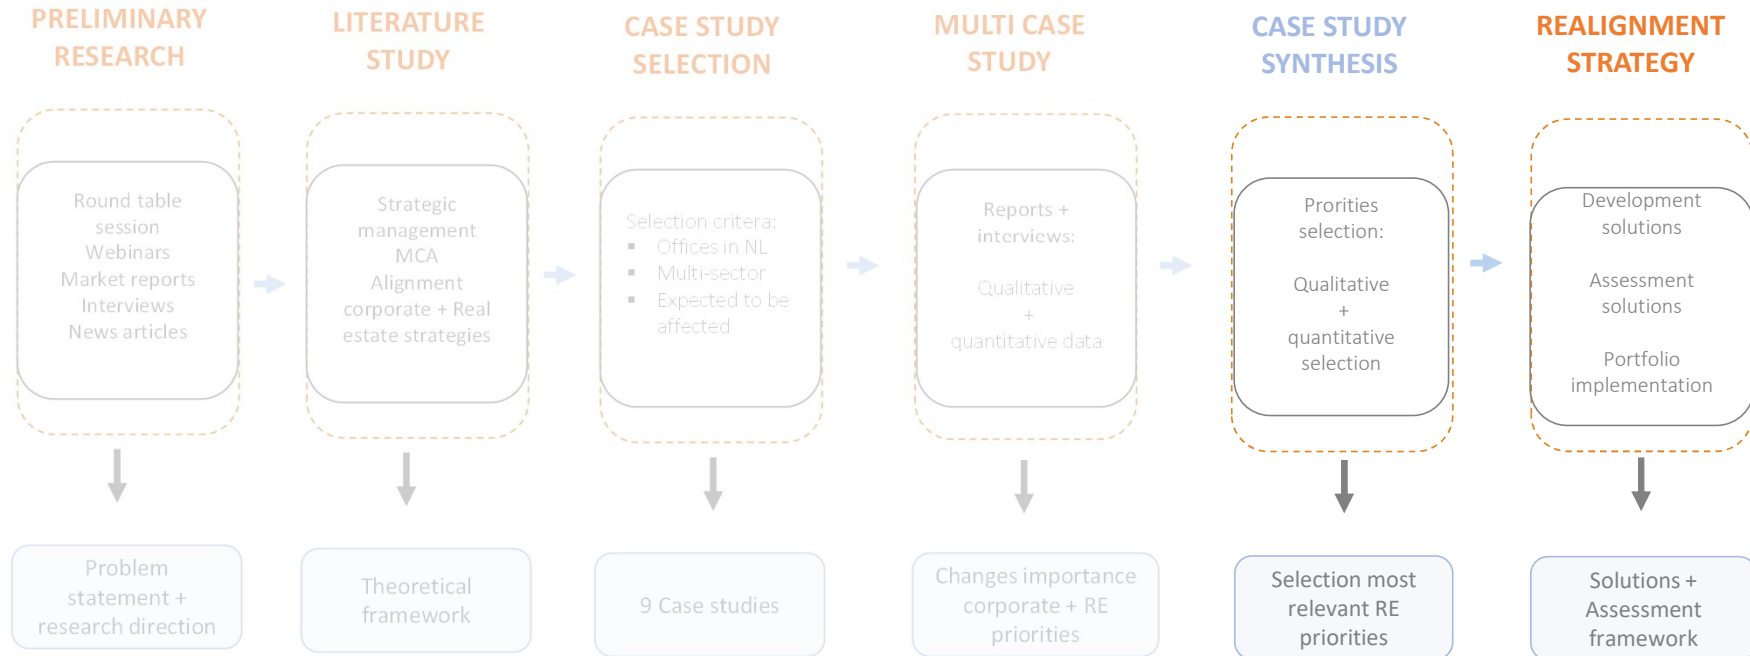 PRELIMINARY
RESEARCH
LITERATURE
STUDY
CASE STUDY
SELECTION
MULTI CASE
STUDY
CASE STUDY
SYNTHESIS
REALIGNMENT
STRATEGY
Round table
session
Webinars
Market reports
Interviews
News articles
Strategic
management
MCA
Alignment
corporate + Real
estate strategies
Selection critera:
▪ Offices in NL
▪ Multi-sector
▪ Expected to be
affected
Reports +
interviews:
Qualitative
+
quantitative data
Prorities
selection:
Qualitative
+
quantitative
selection
Development
solutions
Assessment
solutions
Portfolio
implementation
Problem
statement +
research direction
Theoretical
framework
9 Case studies
Changes importance
corporate + RE
priorities
Selection most
relevant RE
priorities
Solutions +
Assessment
framework